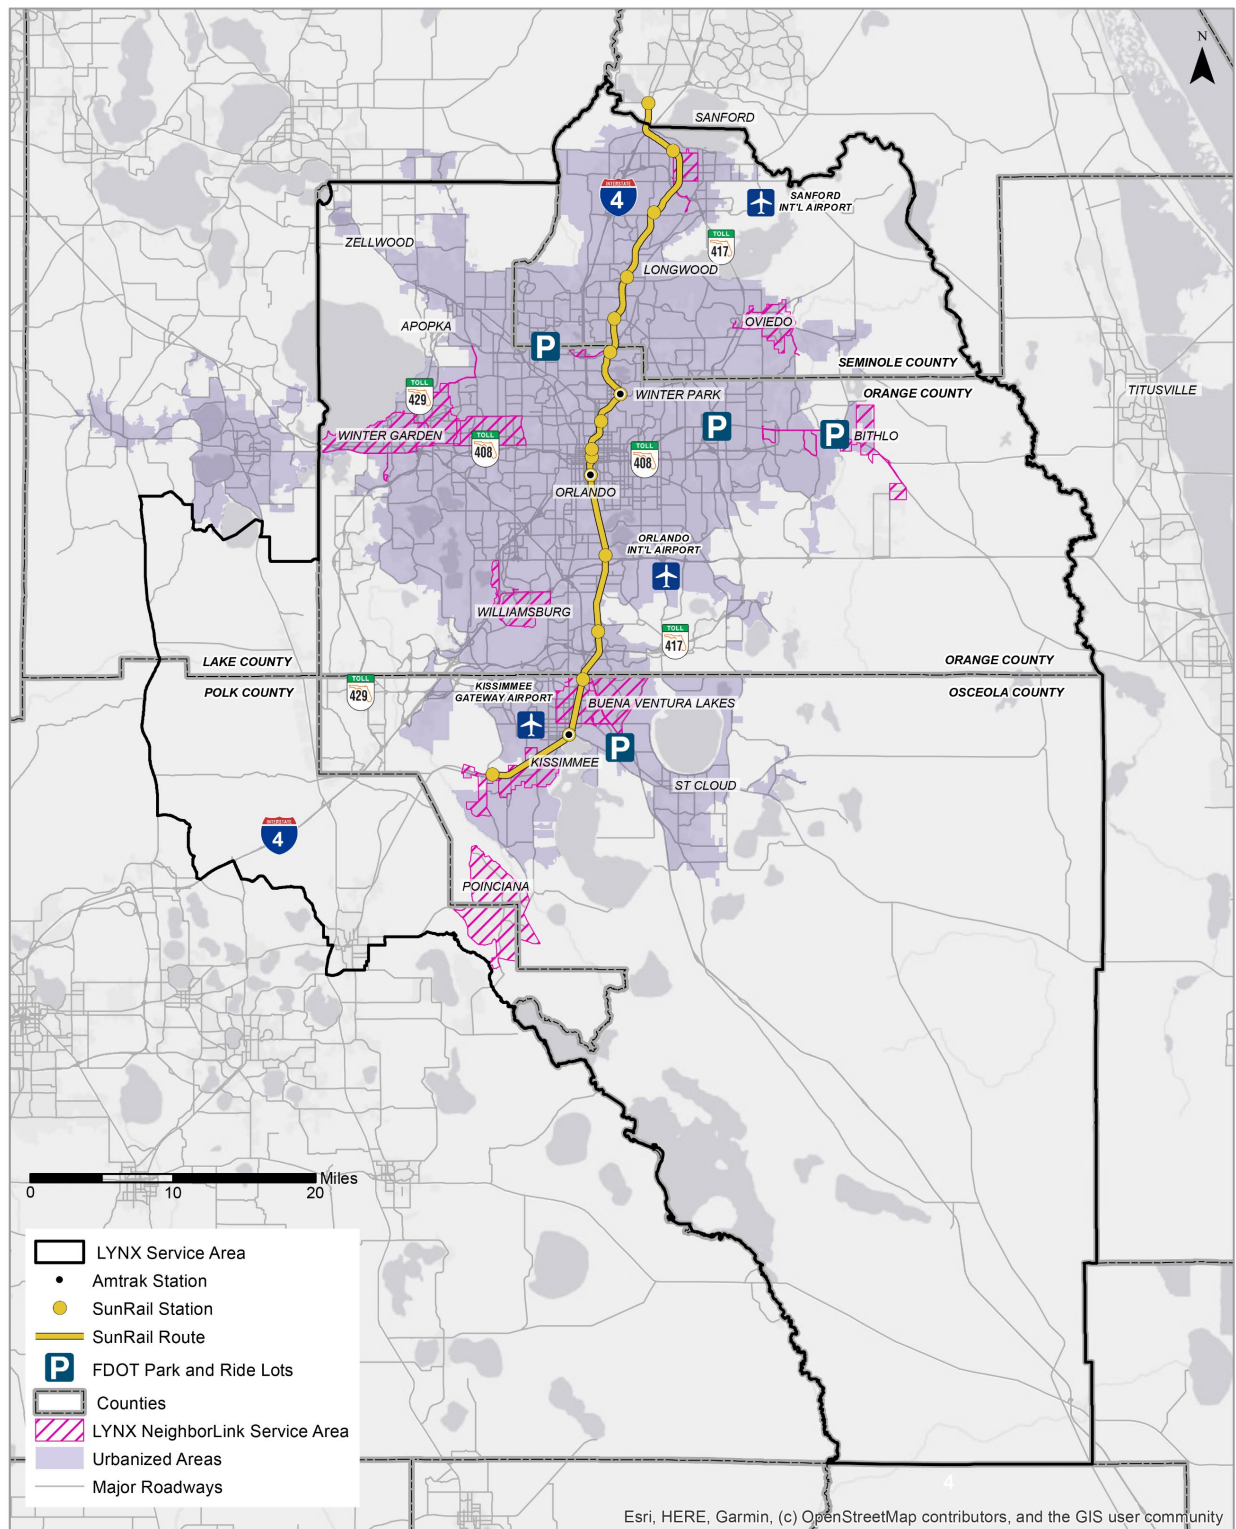 N
SANFORD
INTERSTATE
4
SANFORD
INT'L AIRPORT
ZELLWOOD
TOLL
417
LONGWOOD
APOPKA
OVIEDO
P
SEMINOLE COUNTY
ORANGE COUNTY
TITUSVILLE
TOLL
429
WINTER PARK
P
P
BITHLO
WINTER GARDEN
TOLL
408
TOLL
408
ORLANDO
ORLANDO
INT'L AIRPORT
WILLIAMSBURG
TOLL
417
LAKE COUNTY
POLK COUNTY
ORANGE COUNTY
OSCEOLA COUNTY
TOLL
429
KISSIMMEE
GATEWAY AIRPORT
BUENA VENTURA LAKES
P
KISSIMMEE
ST CLOUD
INTERSTATE
4
POINCIANA
Miles
0 10 20
LYNX Service Area
Amtrak Station
SunRail Station
SunRail Route
P FDOT Park and Ride Lots
Counties
LYNX NeighborLink Service Area
Urbanized Areas
Major Roadways
4
Esri, HERE, Garmin, (c) OpenStreetMap contributors, and the GIS user community